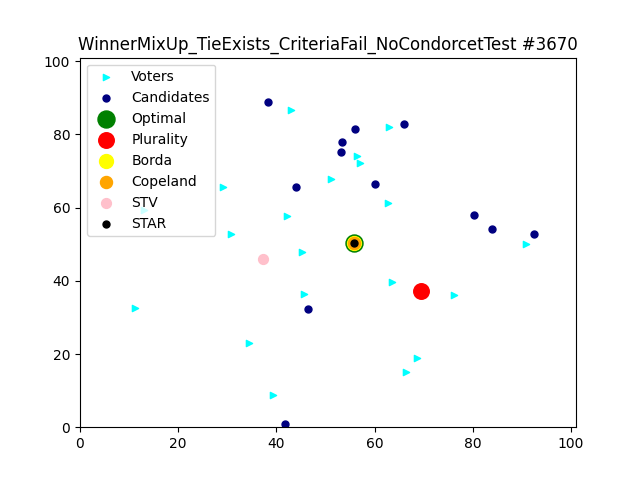 WinnerMixUp_TieExists_CriteriaFail_NoCondorcetTest #3670
100
80
60
40
20
0
Voters
Candidates
Optimal
Plurality
Borda
Copeland
STV
STAR
0 20 40 60 80 100